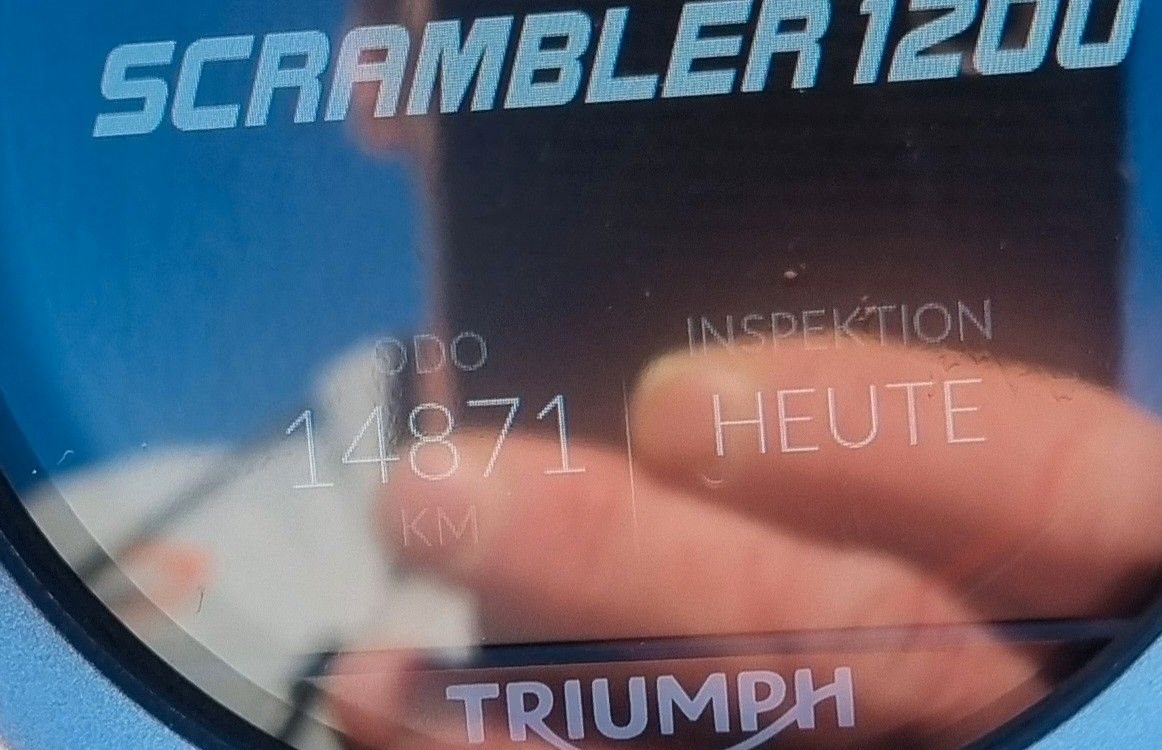 SCRAMBLER 1200
ODO
14871
KM
INSPEKTION
HEUTE
TRIUMPH